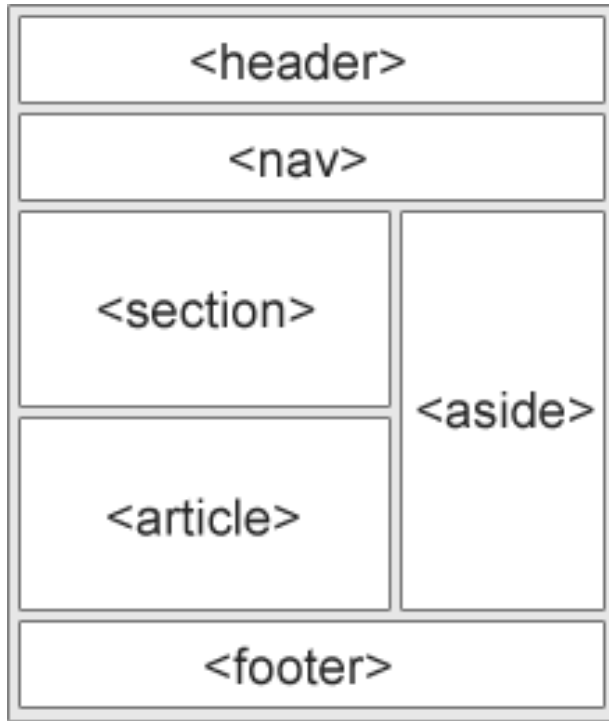 <header>
<nav>
<section>
<aside>
<article>
<footer>